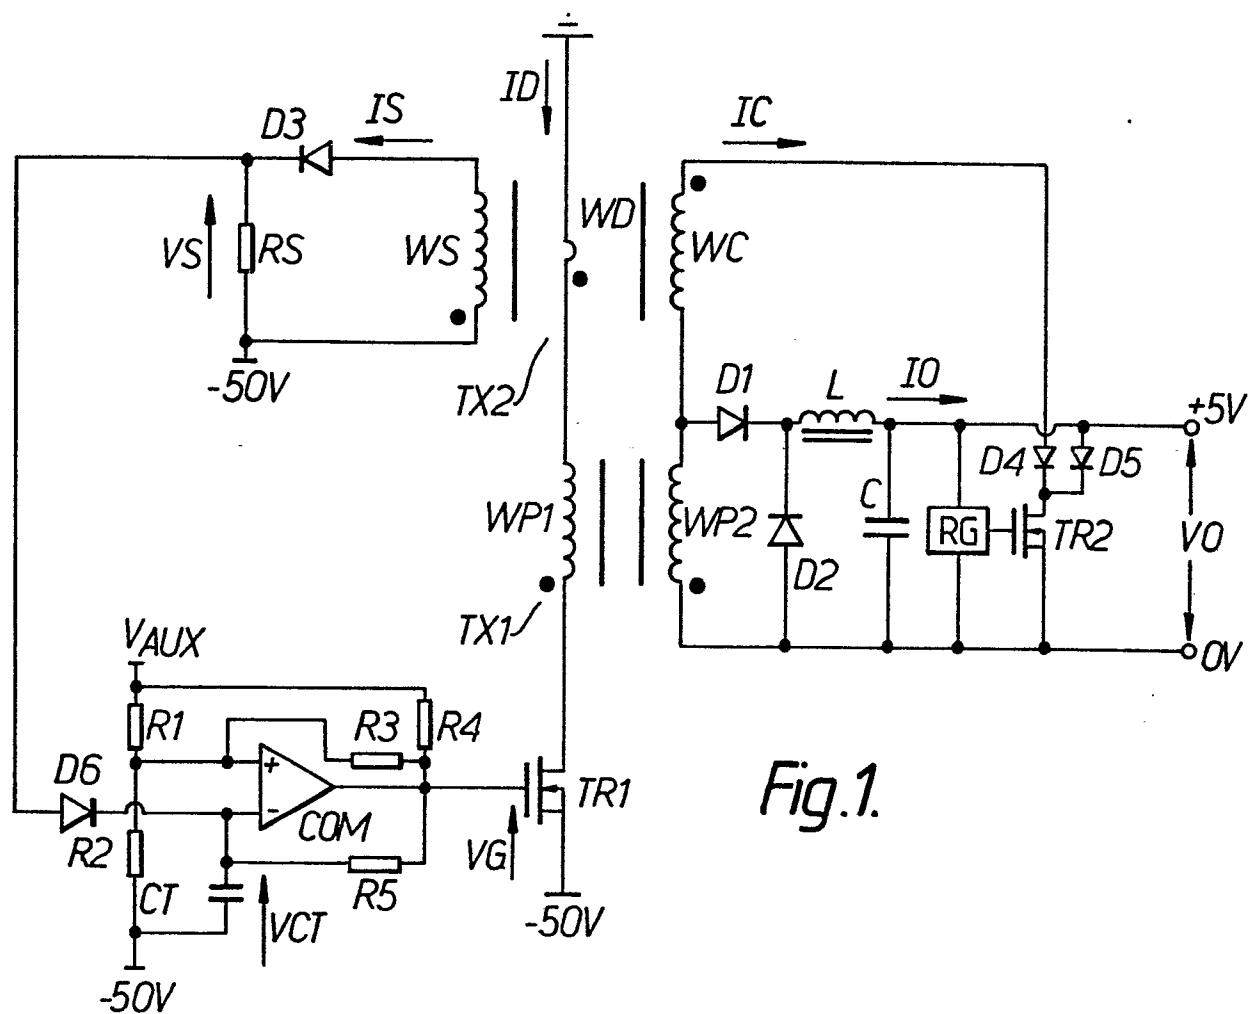 ID
IS
IC
D3
WD
VS
RS
WS
WC
-50V
TX2
D1
L
IO
+5V
D4
D5
C
WP1
WP2
RG
TR2
VO
D2
TX1
0V
VAUX
R1
R3
R4
D6
+
-
COM
TR1
Fig.1.
R2
VG
CT
R5
VCT
-50V
-50V